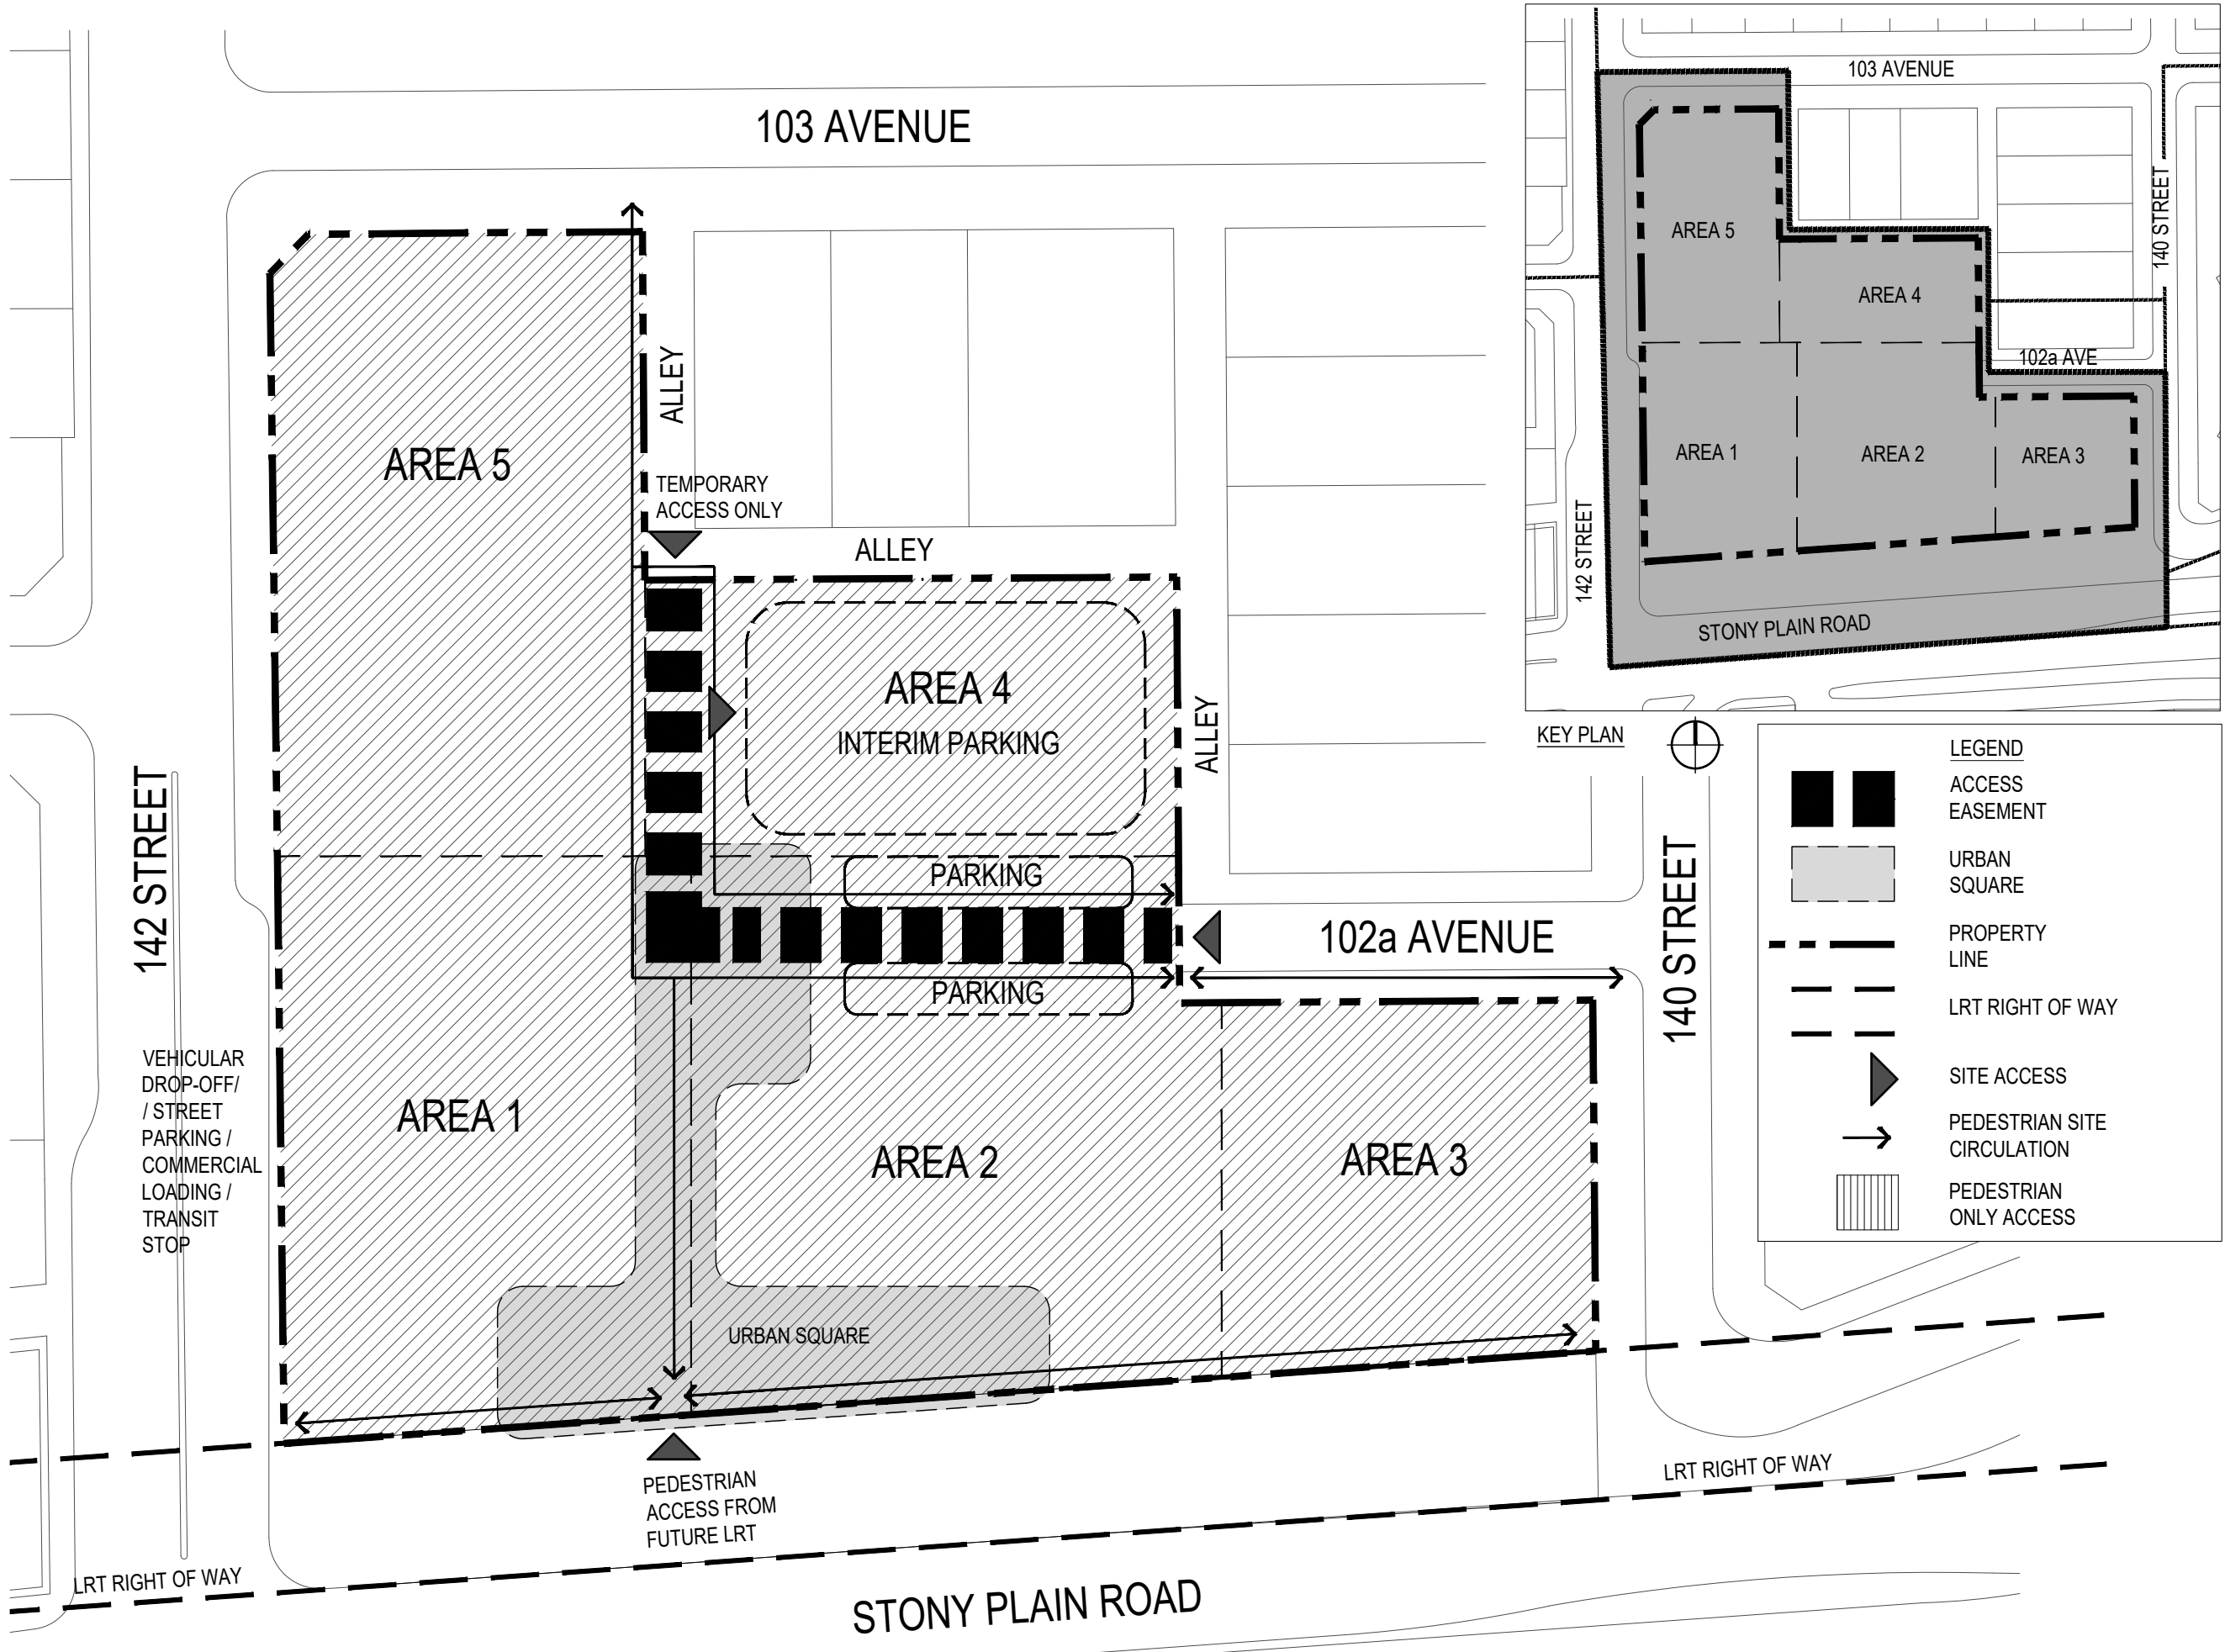 103 AVENUE
ALLEY
TEMPORARY
ACCESS ONLY
ALLEY
AREA 5
AREA 4
INTERIM PARKING
ALLEY
PARKING
102a AVENUE
PARKING
142 STREET
140 STREET
VEHICULAR
DROP-OFF/
/ STREET
PARKING /
COMMERCIAL
LOADING /
TRANSIT
STOP
AREA 1
AREA 2
AREA 3
URBAN SQUARE
PEDESTRIAN
ACCESS FROM
FUTURE LRT
LRT RIGHT OF WAY
LRT RIGHT OF WAY
STONY PLAIN ROAD
103 AVENUE
140 STREET
AREA 5
AREA 4
102a AVE
AREA 1
AREA 2
AREA 3
142 STREET
STONY PLAIN ROAD
KEY PLAN
LEGEND
ACCESS
EASEMENT
URBAN
SQUARE
PROPERTY
LINE
LRT RIGHT OF WAY
SITE ACCESS
PEDESTRIAN SITE
CIRCULATION
PEDESTRIAN
ONLY ACCESS